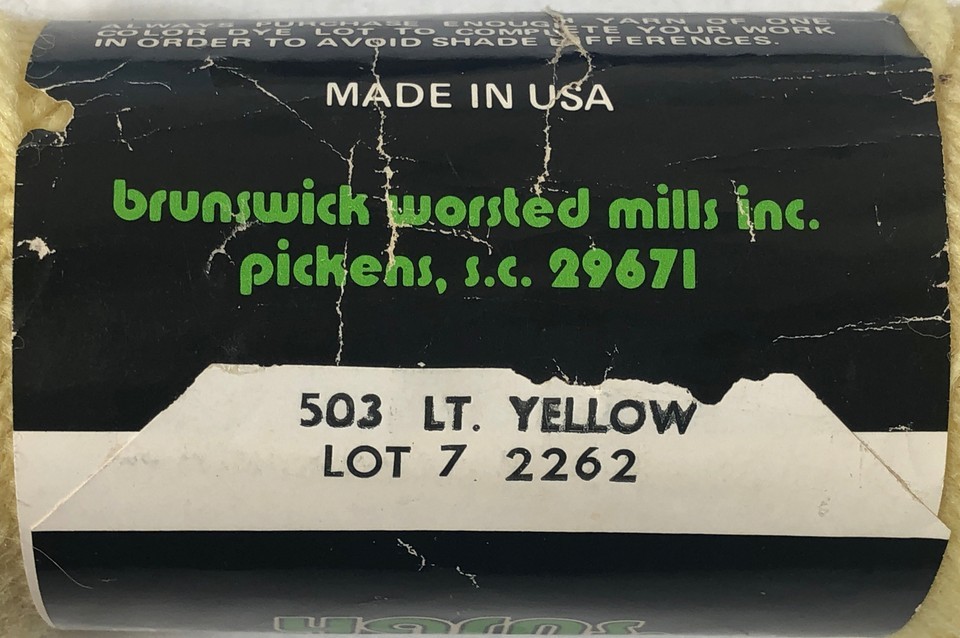 ALWAYS PURCHASE ENOUGH YARN OF ONE
COLOR DYE LOT TO COMPLETE YOUR WORK
IN ORDER TO AVOID SHADE DIFFERENCES.
MADE IN USA
brunswick worsted mills inc.
pickens, s.c. 29671
503 LT. YELLOW
LOT 7 2262
yarns